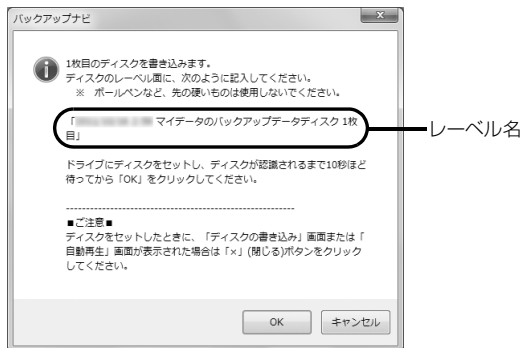 バックアップナビ
1枚目のディスクを書き込みます。
ディスクのレーベル面に、次のように記入してください。
※ ボールペンなど、先の硬いものは使用しないでください。
「 マイデータのバックアップデータディスク 1枚
目」
レーベル名
ドライブにディスクをセットし、ディスクが認識されるまで10秒ほど
待ってから「OK」をクリックしてください。
------------------------------------------------------
■ご注意■
ディスクをセットしたときに、「ディスクの書き込み」画面または「
自動再生」画面が表示された場合は「×」(閉じる)ボタンをクリック
してください。
OK
キャンセル